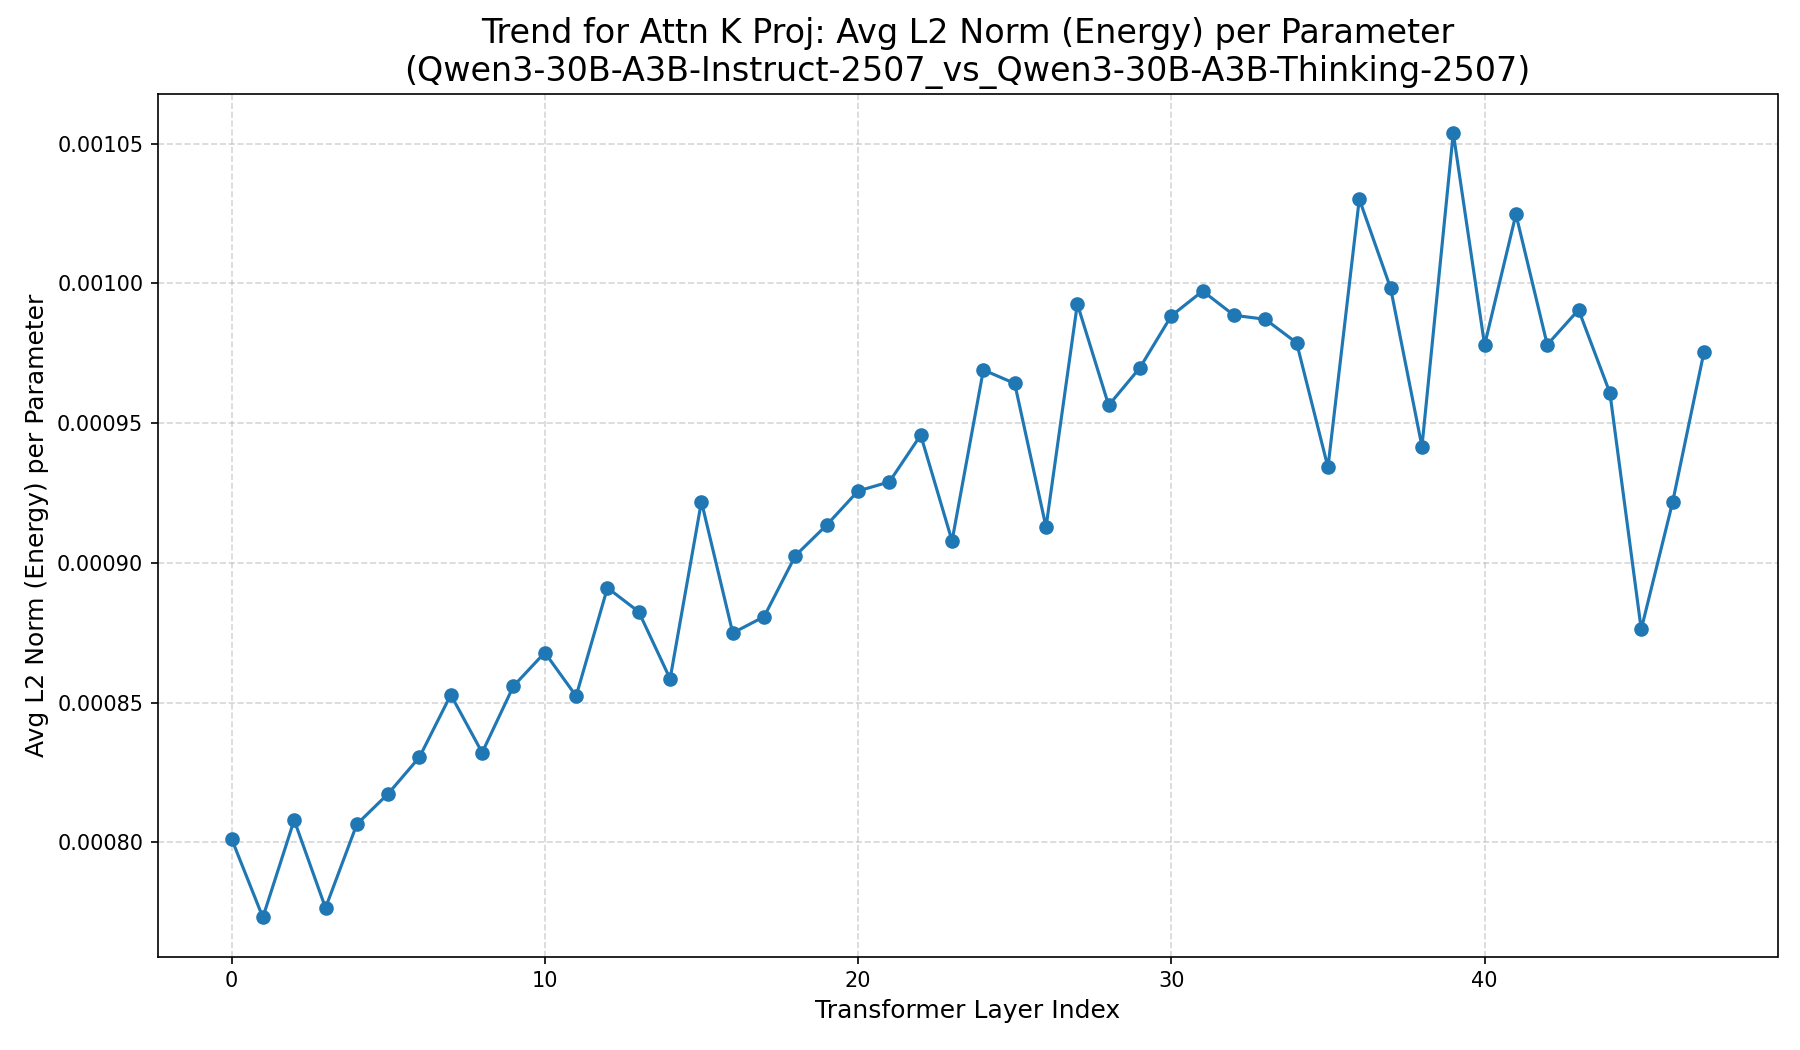 Trend for Attn K Proj: Avg L2 Norm (Energy) per Parameter
(Qwen3-30B-A3B-Instruct-2507_vs_Qwen3-30B-A3B-Thinking-2507)
Avg L2 Norm (Energy) per Parameter
0.00105
0.00100
0.00095
0.00090
0.00085
0.00080
0 10 20 30 40
Transformer Layer Index